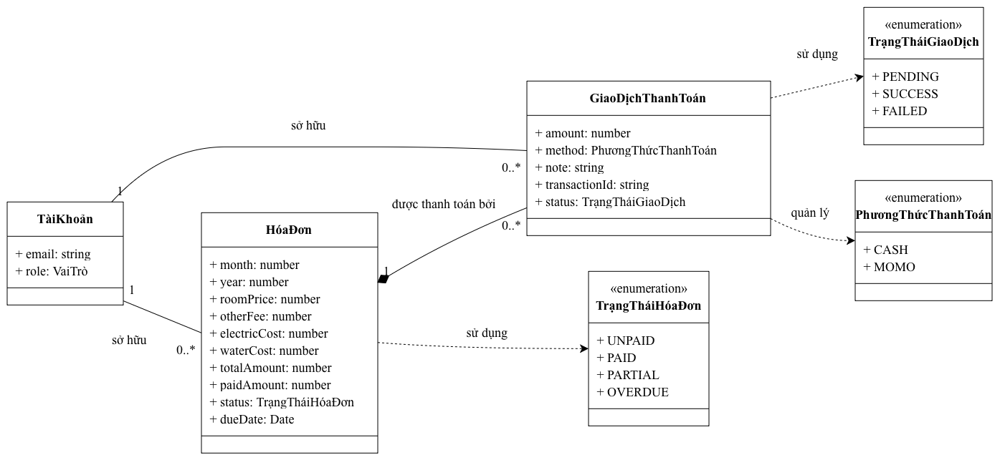 «enumeration»
TrạngTháiGiaoDịch
+ PENDING
+ SUCCESS
+ FAILED
sử dụng
GiaoDịchThanhToán
+ amount: number
+ method: PhươngThứcThanhToán
+ note: string
+ transactionId: string
+ status: TrạngTháiGiaoDịch
sở hữu
1
0..*
«enumeration»
PhươngThứcThanhToán
+ CASH
+ MOMO
quản lý
TàiKhoản
+ email: string
+ role: VaiTrò
được thanh toán bởi
0..*
1
HóaĐơn
+ month: number
+ year: number
+ roomPrice: number
+ otherFee: number
+ electricCost: number
+ waterCost: number
+ totalAmount: number
+ paidAmount: number
+ status: TrạngTháiHóaĐơn
+ dueDate: Date
1
sở hữu
0..*
sử dụng
«enumeration»
TrạngTháiHóaĐơn
+ UNPAID
+ PAID
+ PARTIAL
+ OVERDUE